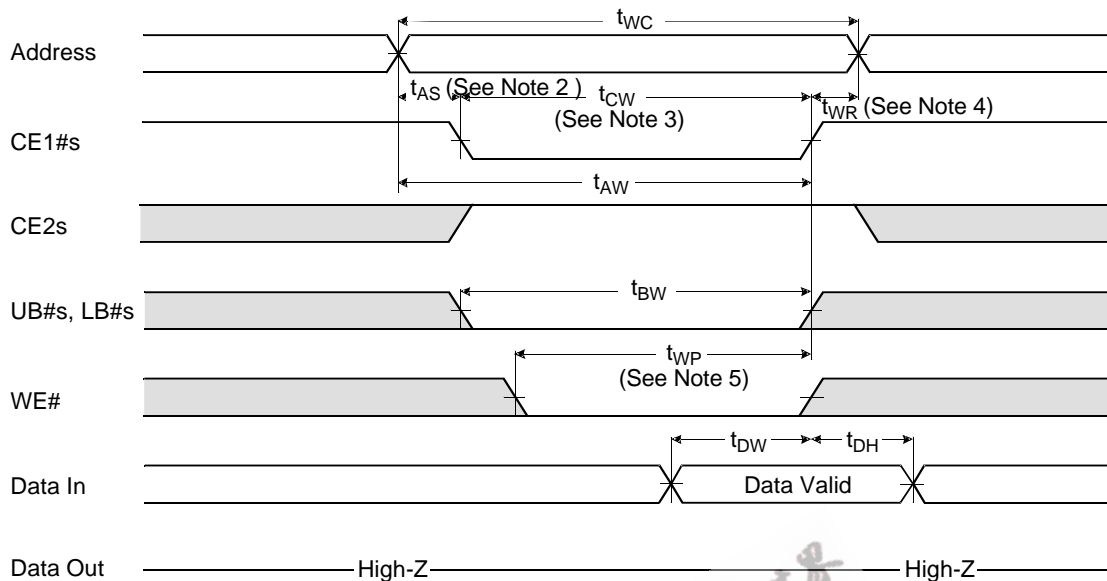 tWC
Address
tAS (See Note 2 )
tCW
(See Note 3)
tWR (See Note 4)
CE1#s
tAW
CE2s
tBW
UB#s, LB#s
tWP
(See Note 5)
WE#
tDW
tDH
Data In
Data Valid
Data Out
High-Z
High-Z